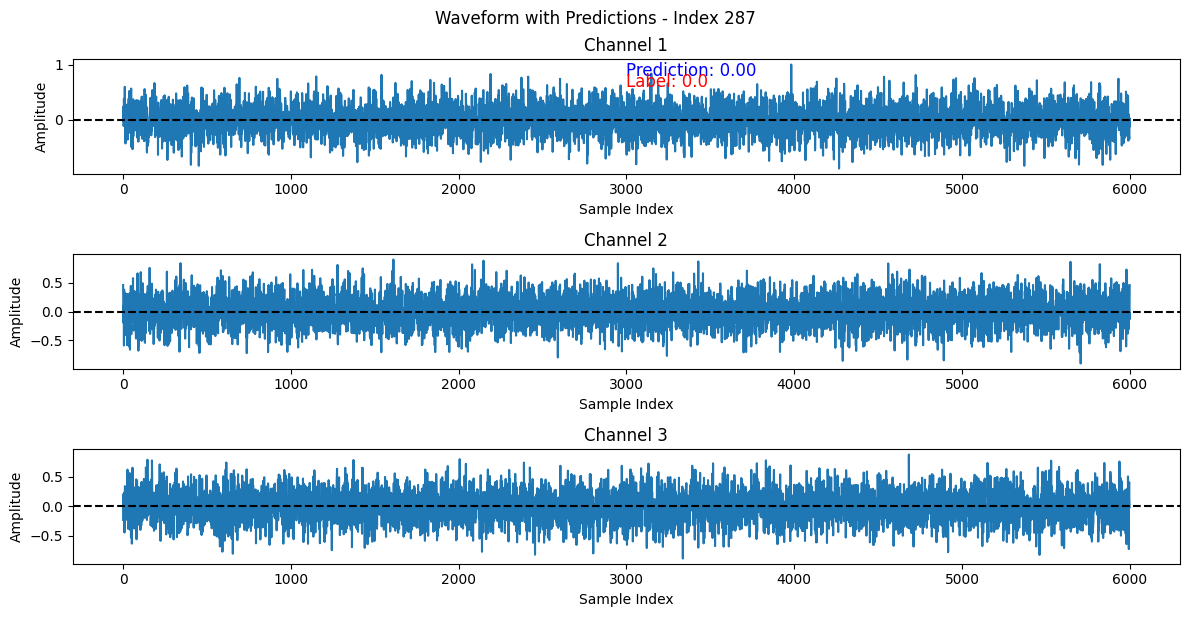 Waveform with Predictions - Index 287
Channel 1
Prediction: 0.00
Label: 0.0
1
0
Amplitude
0 1000 2000 3000 4000 5000 6000
Sample Index
Channel 2
0.5
0.0
−0.5
Amplitude
0 1000 2000 3000 4000 5000 6000
Sample Index
Channel 3
0.5
0.0
−0.5
Amplitude
0 1000 2000 3000 4000 5000 6000
Sample Index